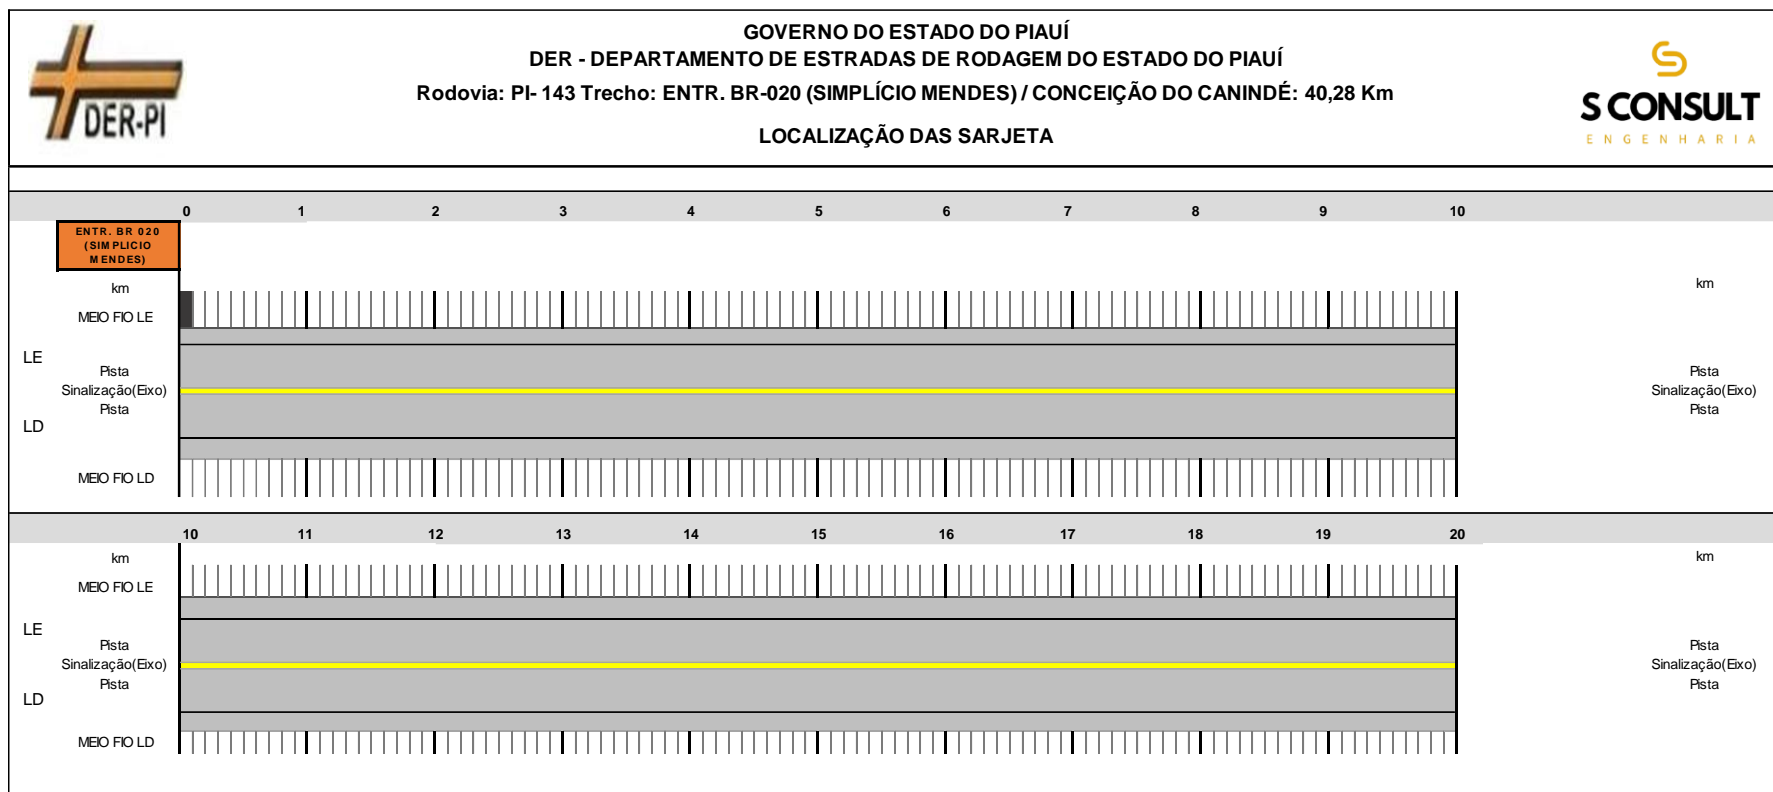 GOVERNO DO ESTADO DO PIAUÍ
DER - DEPARTAMENTO DE ESTRADAS DE RODAGEM DO ESTADO DO PIAUÍ
Rodovia: PI- 143 Trecho: ENTR. BR-020 (SIMPLÍCIO MENDES) / CONCEIÇÃO DO CANINDÉ: 40,28 Km
LOCALIZAÇÃO DAS SARJETA
DER-PI
S CONSULT
ENGENHARIA
0 1 2 3 4 5 6 7 8 9 10
ENTR. BR 020
(SIMPLICIO
MENDES)
km km
MEIO FIO LE
LE
Pista Pista
Sinalização(Eixo) Sinalização(Eixo)
Pista Pista
LD
MEIO FIO LD
10 11 12 13 14 15 16 17 18 19 20
km km
MEIO FIO LE
LE
Pista Pista
Sinalização(Eixo) Sinalização(Eixo)
Pista Pista
LD
MEIO FIO LD